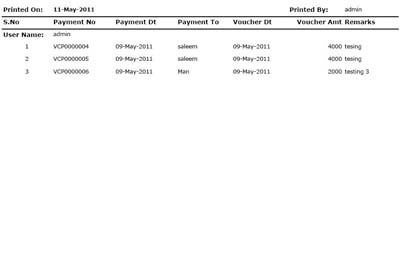 Printed On: 11-May-2011 Printed By: admin
S.No Payment No Payment Dt Payment To Voucher Dt Voucher Amt Remarks
User Name: admin
1 VCP0000004 09-May-2011 saleem 09-May-2011 4000 tesing
2 VCP0000005 09-May-2011 saleem 09-May-2011 4000 tesing
3 VCP0000006 09-May-2011 Man 09-May-2011 2000 testing 3